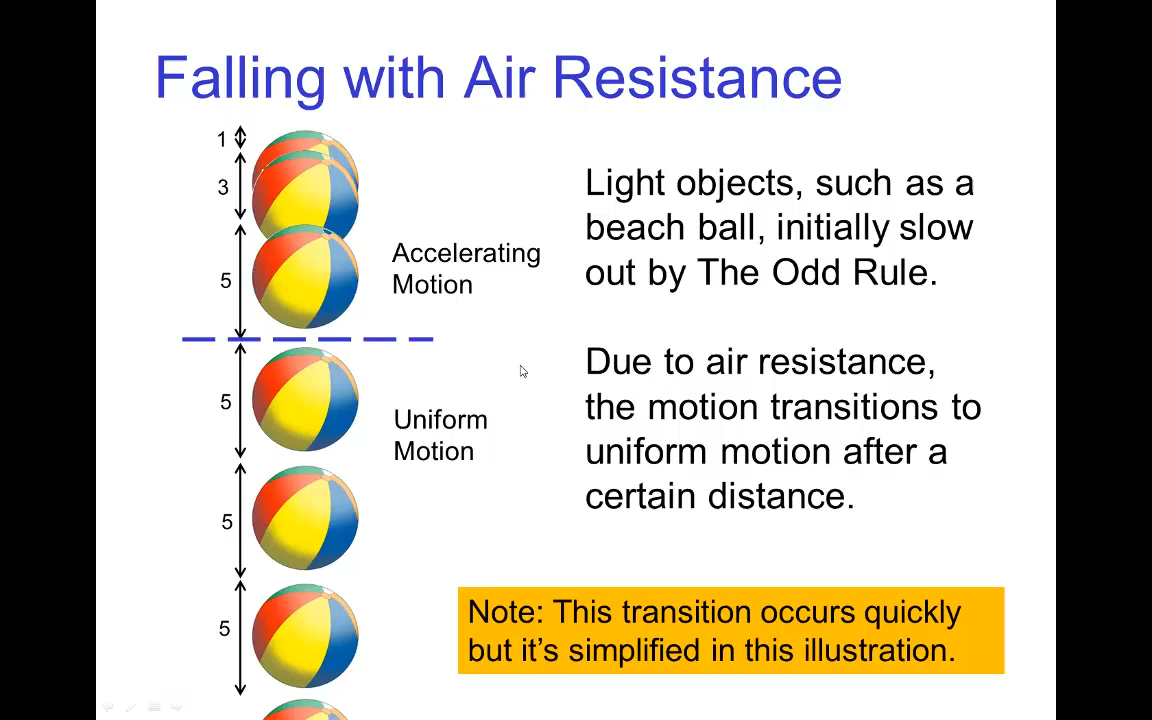 Falling with Air Resistance
1
3
5
Accelerating
Motion
5
Uniform
Motion
5
5
Light objects, such as a
beach ball, initially slow
out by The Odd Rule.
Due to air resistance,
the motion transitions to
uniform motion after a
certain distance.
Note: This transition occurs quickly
but it’s simplified in this illustration.